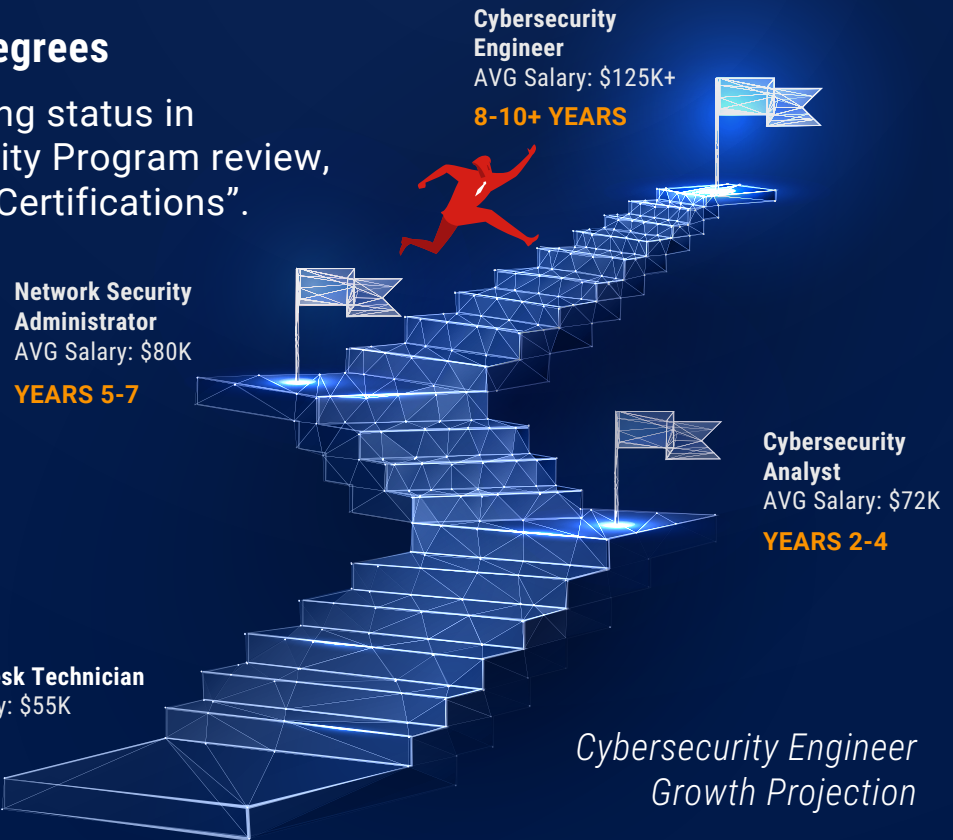 egrees
ng status in
ity Program review,
Certifications”.
Cybersecurity
Engineer
AVG Salary: $125K+
8-10+ YEARS
Network Security
Administrator
AVG Salary: $80K
YEARS 5-7
Cybersecurity
Analyst
AVG Salary: $72K
YEARS 2-4
sk Technician
y: $55K
Cybersecurity Engineer
Growth Projection